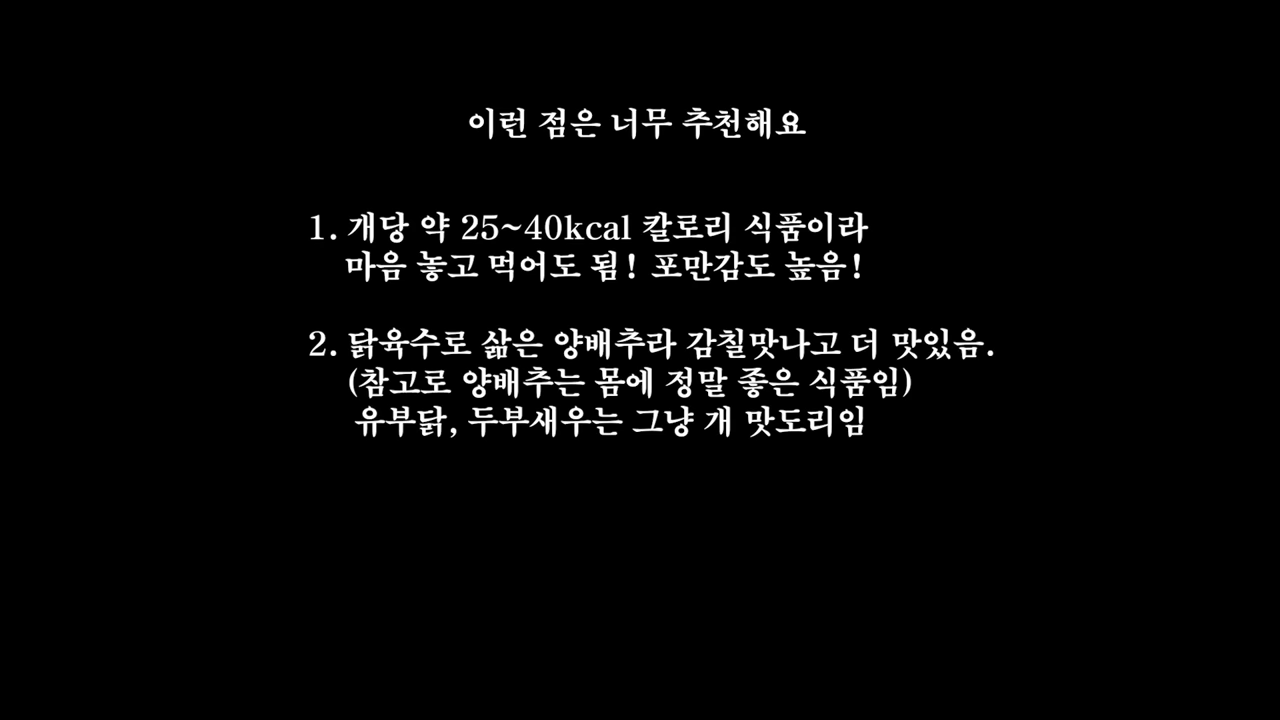 이런 점은 너무 추천해요
1. 개당 약 25~40kcal 칼로리 식품이라
마음 놓고 먹어도 됨! 포만감도 높음!
2. 닭육수로 삶은 양배추라 감칠맛나고 더 맛있음.
(참고로 양배추는 몸에 정말 좋은 식품임)
유부닭, 두부새우는 그냥 개 맛도리임